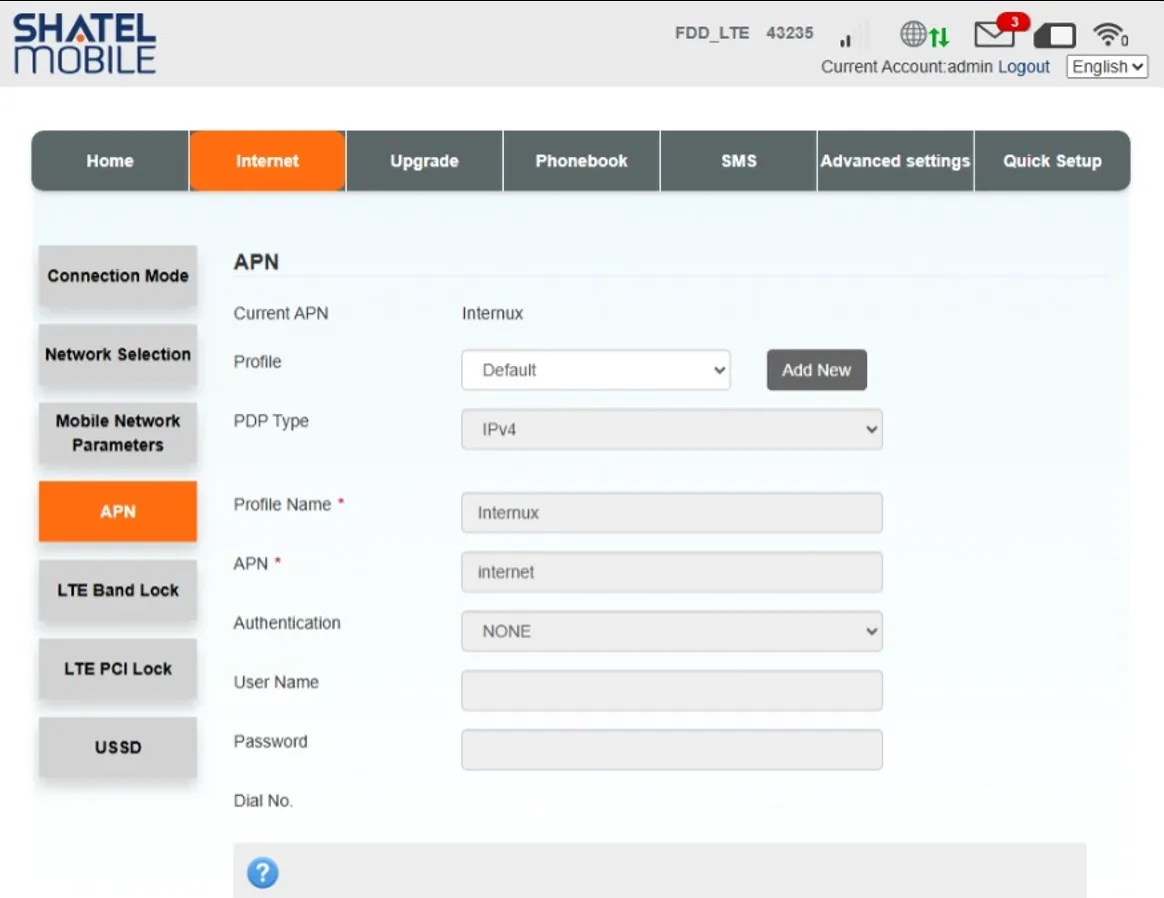 SHATEL
MOBILE
FDD_LTE 43235
3
0
Current Account:admin Logout English
Home Internet Upgrade Phonebook SMS Advanced settings Quick Setup
Connection Mode
Network Selection
Mobile Network
Parameters
APN
LTE Band Lock
LTE PCI Lock
USSD
APN
Current APN Internux
Profile Default Add New
PDP Type IPv4
Profile Name * Internux
APN * internet
Authentication NONE
User Name
Password
Dial No.
?